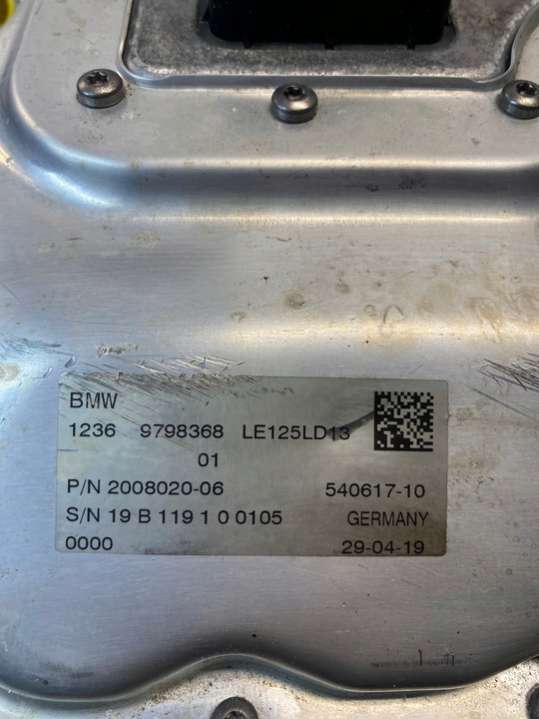 BMW
1236 9798368 LE125LD13
01
P/N 2008020-06 540617-10
S/N 19 B 119 1 0 0105 GERMANY
0000 29-04-19